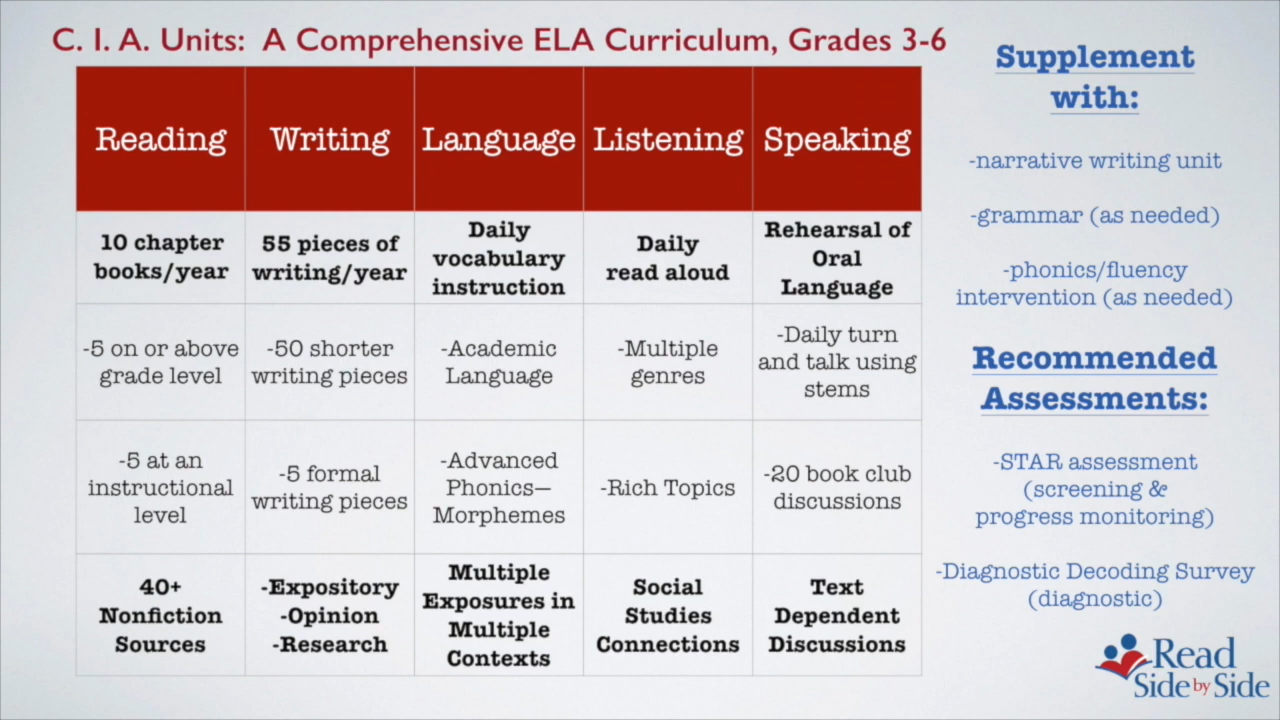 C. I. A. Units: A Comprehensive ELA Curriculum, Grades 3-6
Reading
Writing
Language
Listening
Speaking
10 chapter
books/year
55 pieces of
writing/year
Daily
vocabulary
instruction
Daily
read aloud
Rehearsal of
Oral
Language
-5 on or above
grade level
-50 shorter
writing pieces
-Academic
Language
-Multiple
genres
-Daily turn
and talk using
stems
-5 at an
instructional
level
-5 formal
writing pieces
-Advanced
Phonics—
Morphemes
-Rich Topics
-20 book club
discussions
40+
Nonfiction
Sources
-Expository
-Opinion
-Research
Multiple
Exposures in
Multiple
Contexts
Social
Studies
Connections
Text
Dependent
Discussions
Supplement
with:
-narrative writing unit
-grammar (as needed)
-phonics/fluency
intervention (as needed)
Recommended
Assessments:
-STAR assessment
(screening &
progress monitoring)
-Diagnostic Decoding Survey
(diagnostic)
Read
Side by Side